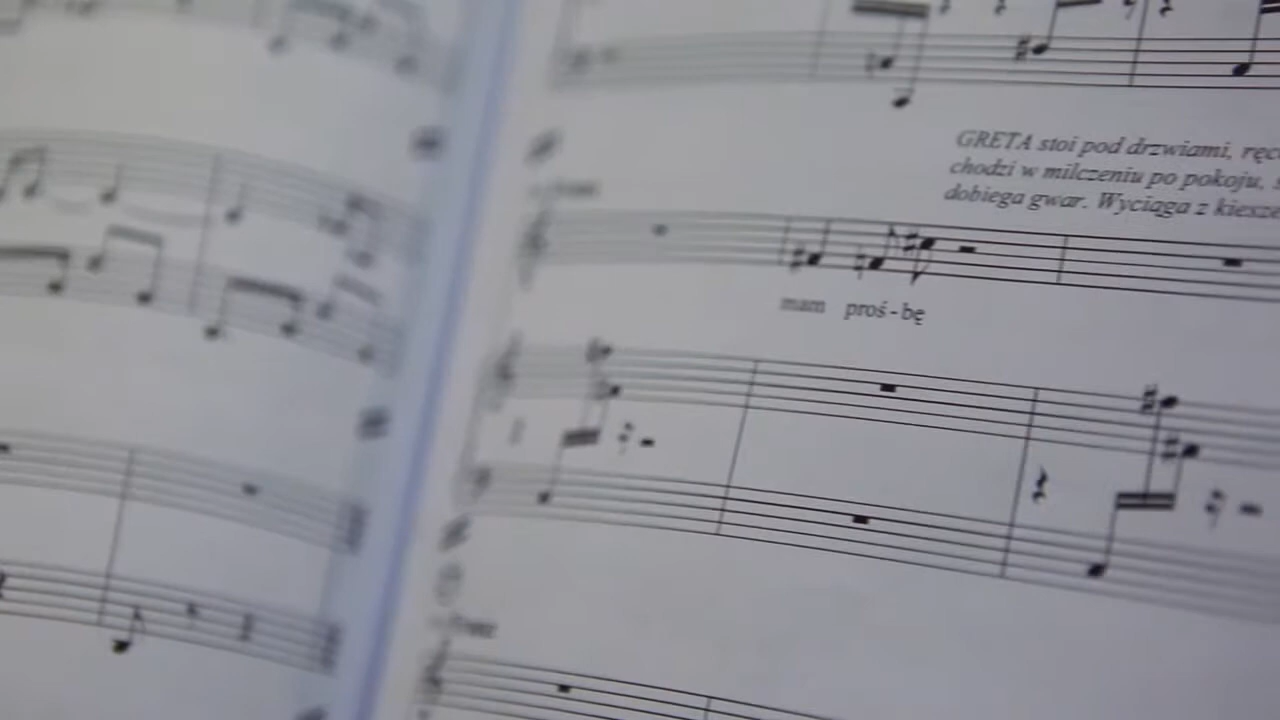 GRETA stoi pod drzwiami, ręc
chodzi w milczeniu po pokoju,
dobiega gwar. Wyciąga z kiesze
mam proś-bę